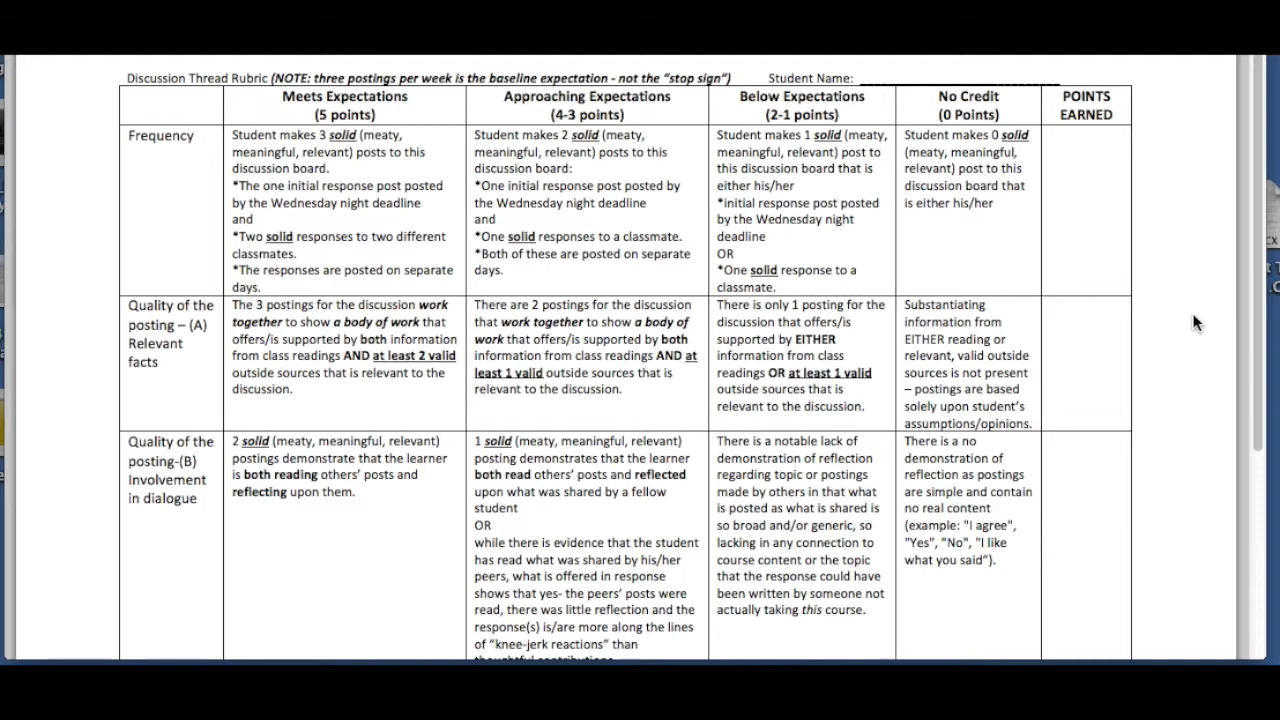 Discussion Thread Rubric (NOTE: three postings per week is the baseline expectation - not the “stop sign”) Student Name: ____________________________
Meets Expectations
(5 points)
Approaching Expectations
(4-3 points)
Below Expectations
(2-1 points)
No Credit
(0 Points)
POINTS
EARNED
Frequency
Student makes 3 solid (meaty,
meaningful, relevant) posts to this
discussion board.
*The one initial response post posted
by the Wednesday night deadline
and
*Two solid responses to two different
classmates.
*The responses are posted on separate
days.
Student makes 2 solid (meaty,
meaningful, relevant) posts to this
discussion board:
*One initial response post posted by
the Wednesday night deadline
and
*One solid responses to a classmate.
*Both of these are posted on separate
days.
Student makes 1 solid (meaty,
meaningful, relevant) post to
this discussion board that is
either his/her
*initial response post posted
by the Wednesday night
deadline
OR
*One solid response to a
classmate.
Student makes 0 solid
(meaty, meaningful,
relevant) post to this
discussion board that
is either his/her
Quality of the
posting – (A)
Relevant
facts
The 3 postings for the discussion work
together to show a body of work that
offers/is supported by both information
from class readings AND at least 2 valid
outside sources that is relevant to the
discussion.
There are 2 postings for the discussion
that work together to show a body of
work that offers/is supported by both
information from class readings AND at
least 1 valid outside sources that is
relevant to the discussion.
There is only 1 posting for the
discussion that offers/is
supported by EITHER
information from class
readings OR at least 1 valid
outside sources that is
relevant to the discussion.
Substantiating
information from
EITHER reading or
relevant, valid outside
sources is not present
– postings are based
solely upon student’s
assumptions/opinions.
Quality of the
posting-(B)
Involvement
in dialogue
2 solid (meaty, meaningful, relevant)
postings demonstrate that the learner
is both reading others’ posts and
reflecting upon them.
1 solid (meaty, meaningful, relevant)
posting demonstrates that the learner
both read others’ posts and reflected
upon what was shared by a fellow
student
OR
while there is evidence that the student
has read what was shared by his/her
peers, what is offered in response
shows that yes- the peers’ posts were
read, there was little reflection and the
response(s) is/are more along the lines
of “knee-jerk reactions” than
thoughtful contributions
There is a notable lack of
demonstration of reflection
regarding topic or postings
made by others in that what
is posted as what is shared is
so broad and/or generic, so
lacking in any connection to
course content or the topic
that the response could have
been written by someone not
actually taking this course.
There is a no
demonstration of
reflection as postings
are simple and contain
no real content
(example: "I agree",
"Yes", "No", "I like
what you said”).